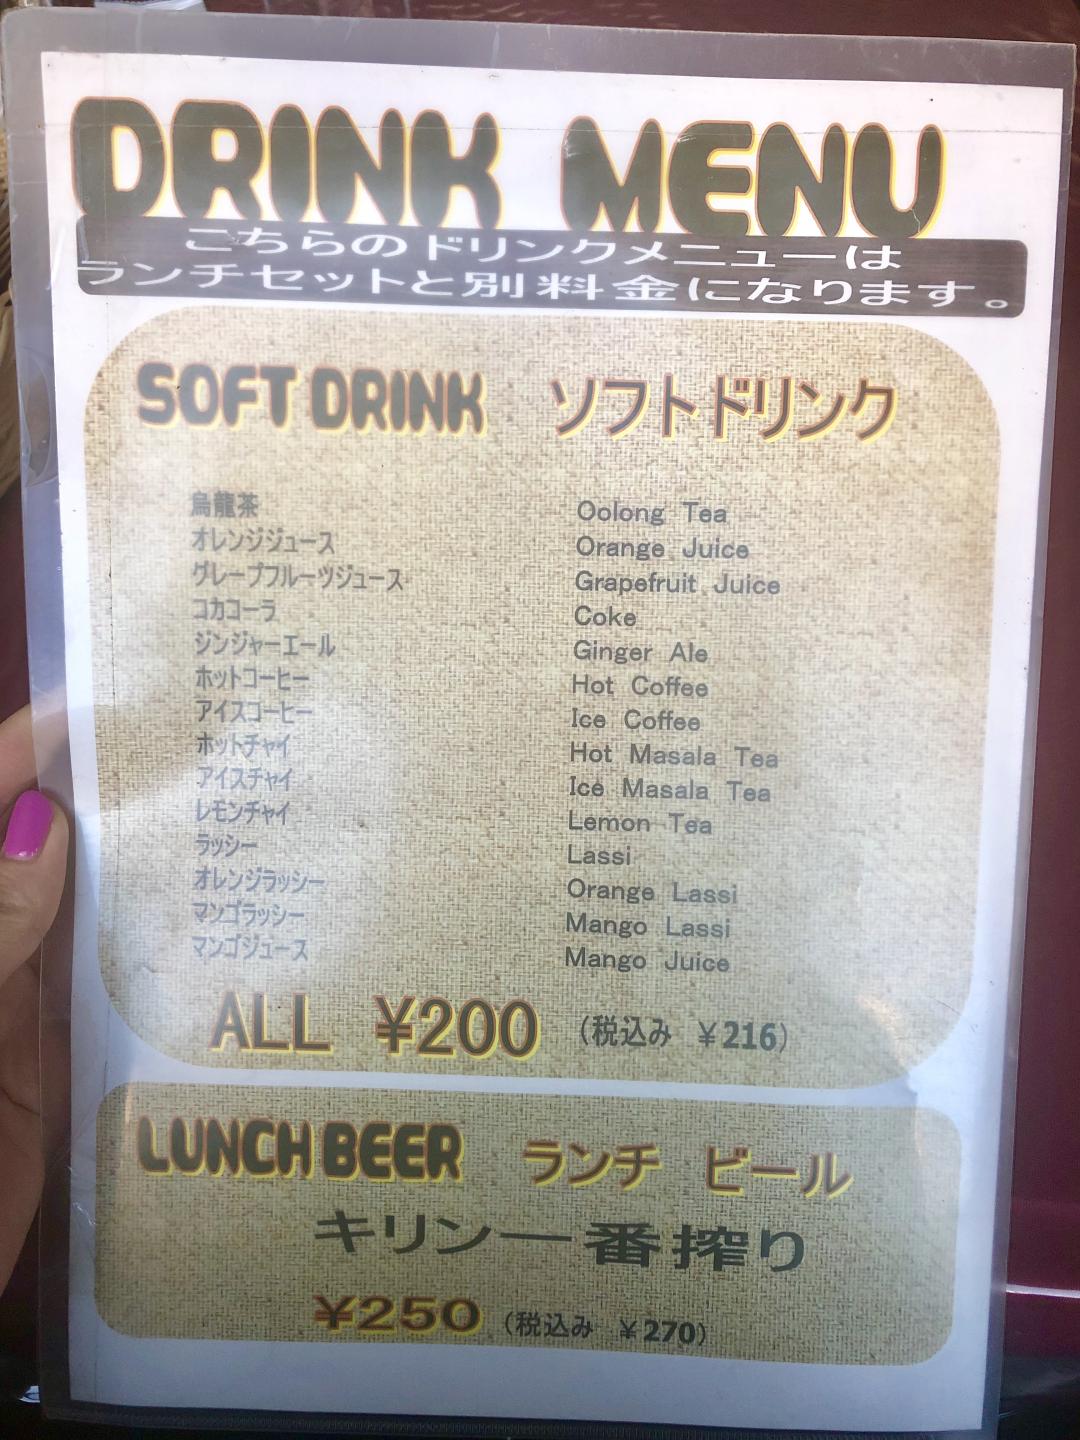 DRINK MENU
こちらのドリンクメニューは
ランチセットと別料金になります。
SOFT DRINK ソフトドリンク
烏龍茶 Oolong Tea
オレンジジュース Orange Juice
グレープフルーツジュース Grapefruit Juice
コカコーラ Coke
ジンジャーエール Ginger Ale
ホットコーヒー Hot Coffee
アイスコーヒー Ice Coffee
ホットチャイ Hot Masala Tea
アイスチャイ Ice Masala Tea
レモンチャイ Lemon Tea
ラッシー Lassi
オレンジラッシー Orange Lassi
マンゴラッシー Mango Lassi
マンゴジュース Mango Juice
ALL ¥200 (税込み ¥216)
LUNCH BEER ランチ ビール
キリン一番搾り
¥250 (税込み ¥270)